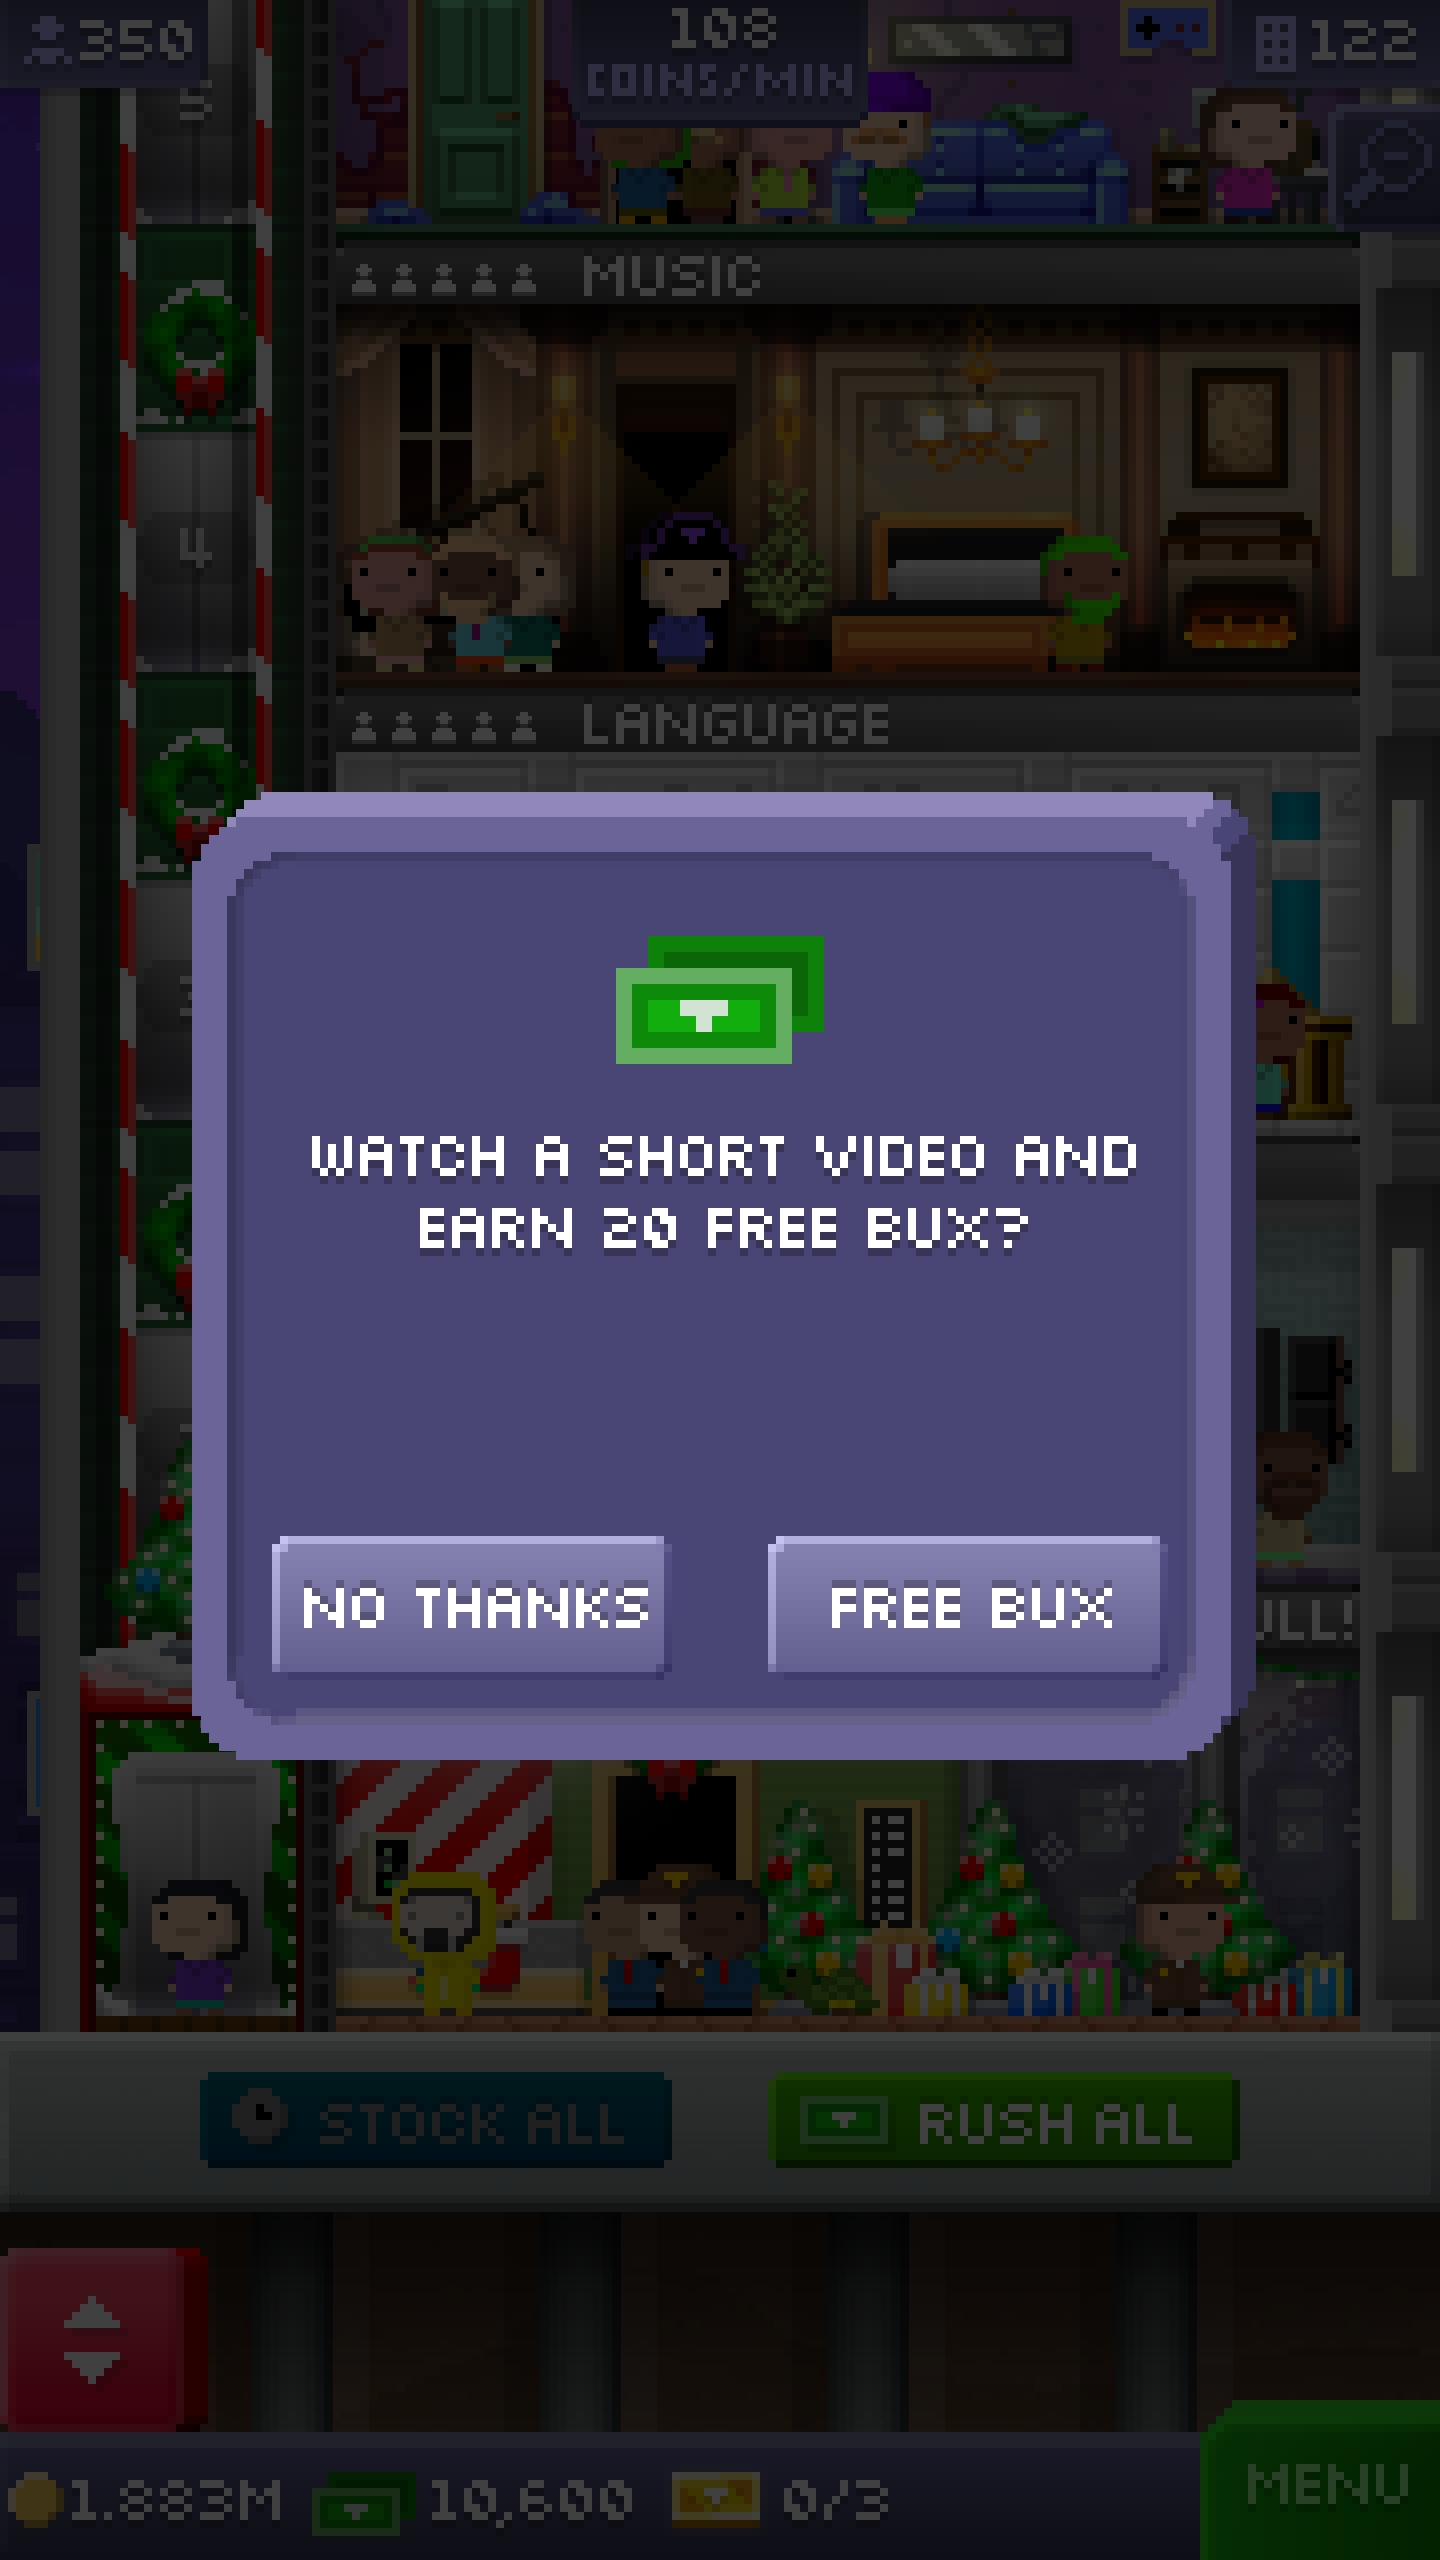 350
108
COINS/MIN
122
5
MUSIC
4
LANGUAGE
WATCH A SHORT VIDEO AND
EARN 20 FREE BUX?
NO THANKS
FREE BUX
STOCK ALL
RUSH ALL
1.883M
10,600
0/3
MENU